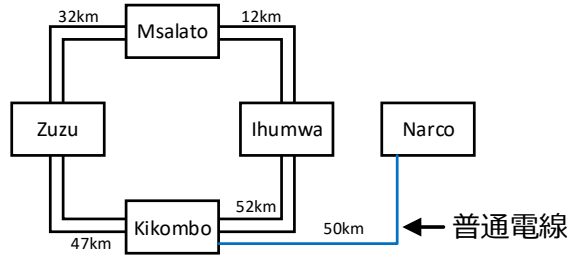 32km
Msalato
12km
Zuzu
Ihumwa
Narco
52km
Kikombo
50km
普通電線
47km